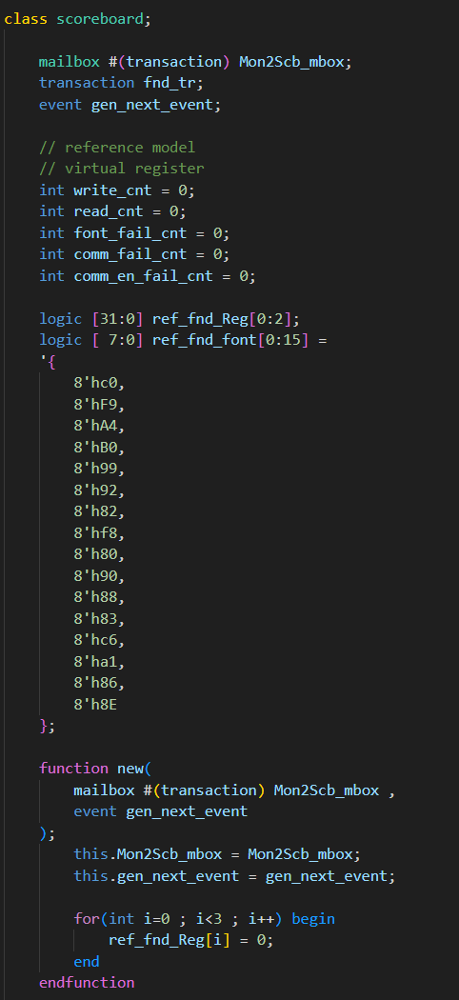 class scoreboard;

    mailbox #(transaction) Mon2Scb_mbox;
    transaction fnd_tr;
    event gen_next_event;

    // reference model
    // virtual register
    int write_cnt = 0;
    int read_cnt = 0;
    int font_fail_cnt = 0;
    int comm_fail_cnt = 0;
    int comm_en_fail_cnt = 0;

    logic [31:0] ref_fnd_Reg[0:2];
    logic [ 7:0] ref_fnd_font[0:15] =
    '{
        8'hc0,
        8'hF9,
        8'hA4,
        8'hB0,
        8'h99,
        8'h92,
        8'h82,
        8'hf8,
        8'h80,
        8'h90,
        8'h88,
        8'h83,
        8'hc6,
        8'ha1,
        8'h86,
        8'h8E
    };

    function new(
        mailbox #(transaction) Mon2Scb_mbox ,
        event gen_next_event
    );
        this.Mon2Scb_mbox = Mon2Scb_mbox;
        this.gen_next_event = gen_next_event;

        for(int i=0 ; i<3 ; i++) begin
            ref_fnd_Reg[i] = 0;
        end
    endfunction